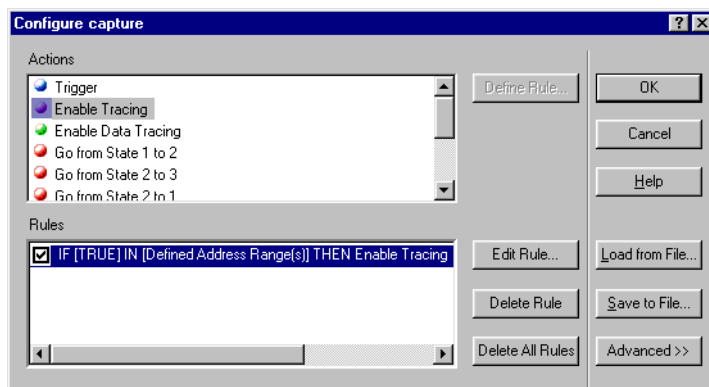 Configure capture
Actions
Trigger
Enable Tracing
Enable Data Tracing
Go from State 1 to 2
Go from State 2 to 3
Go from State 2 to 1
Define Rule...
OK
Cancel
Help
Rules
IF [TRUE] IN [Defined Address Range(s)] THEN Enable Tracing
Edit Rule...
Delete Rule
Delete All Rules
Load from File...
Save to File...
Advanced >>